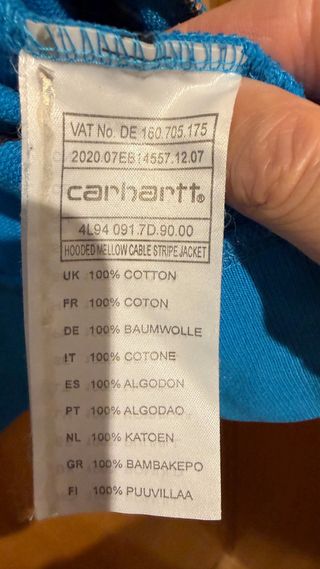 VAT No. DE 160.705.175
2020.07EB14557.12.07
carhartt®
4L94 091.7D.90.00
HOODED MELLOW CABLE STRIPE JACKET
UK 100% COTTON
FR 100% COTON
DE 100% BAUMWOLLE
IT 100% COTONE
ES 100% ALGODON
PT 100% ALGODAO
NL 100% KATOEN
GR 100% BAMBAKEPO
FI 100% PUUVILLAA